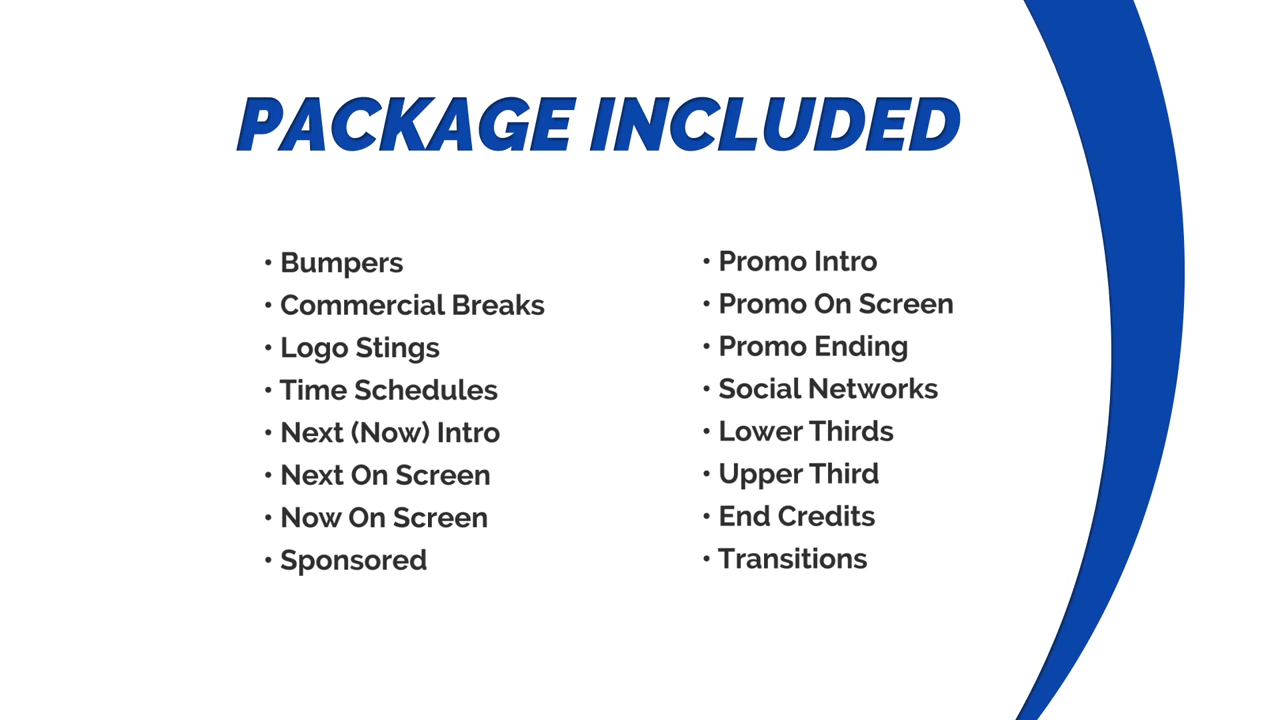 PACKAGE INCLUDED
• Bumpers
• Commercial Breaks
• Logo Stings
• Time Schedules
• Next (Now) Intro
• Next On Screen
• Now On Screen
• Sponsored
• Promo Intro
• Promo On Screen
• Promo Ending
• Social Networks
• Lower Thirds
• Upper Third
• End Credits
• Transitions